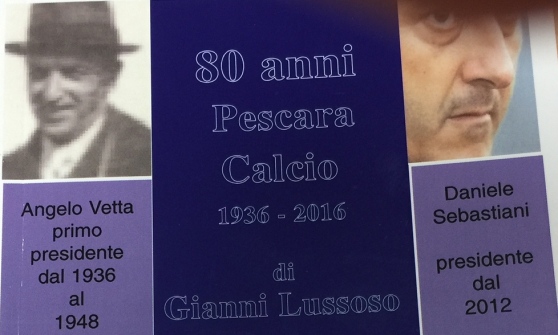 80 anni
Pescara
Calcio
1936 - 2016
di
Gianni Lussoso
Angelo Vetta
primo
presidente
dal 1936
al
1948
Daniele
Sebastiani
presidente
dal
2012